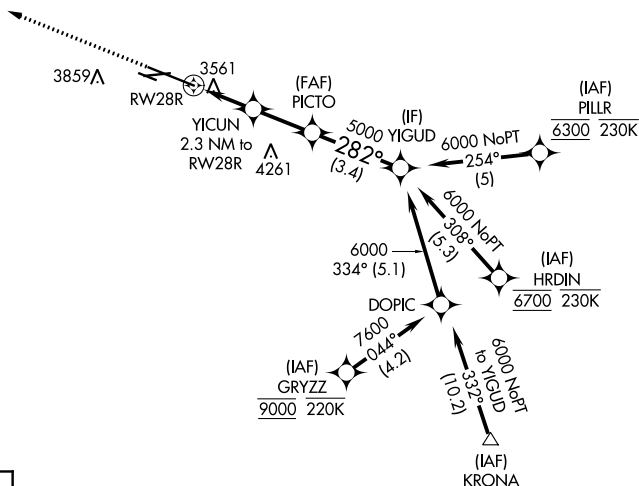 3859
3561
RW28R
(FAF)
PICTO
YICUN
2.3 NM to
RW28R
4261
(IF)
YIGUD
5000
282°
(3.4)
(IAF)
PILLR
6300 230K
6000 NoPT
254°
(5)
6000 NoPT
308°
(5.3)
(IAF)
HRDIN
6700 230K
6000
334° (5.1)
DOPIC
7600
044°
(4.2)
(IAF)
GRYZZ
9000 220K
6000 NoPT
to YIGUD
332°
(10.2)
(IAF)
KRONA